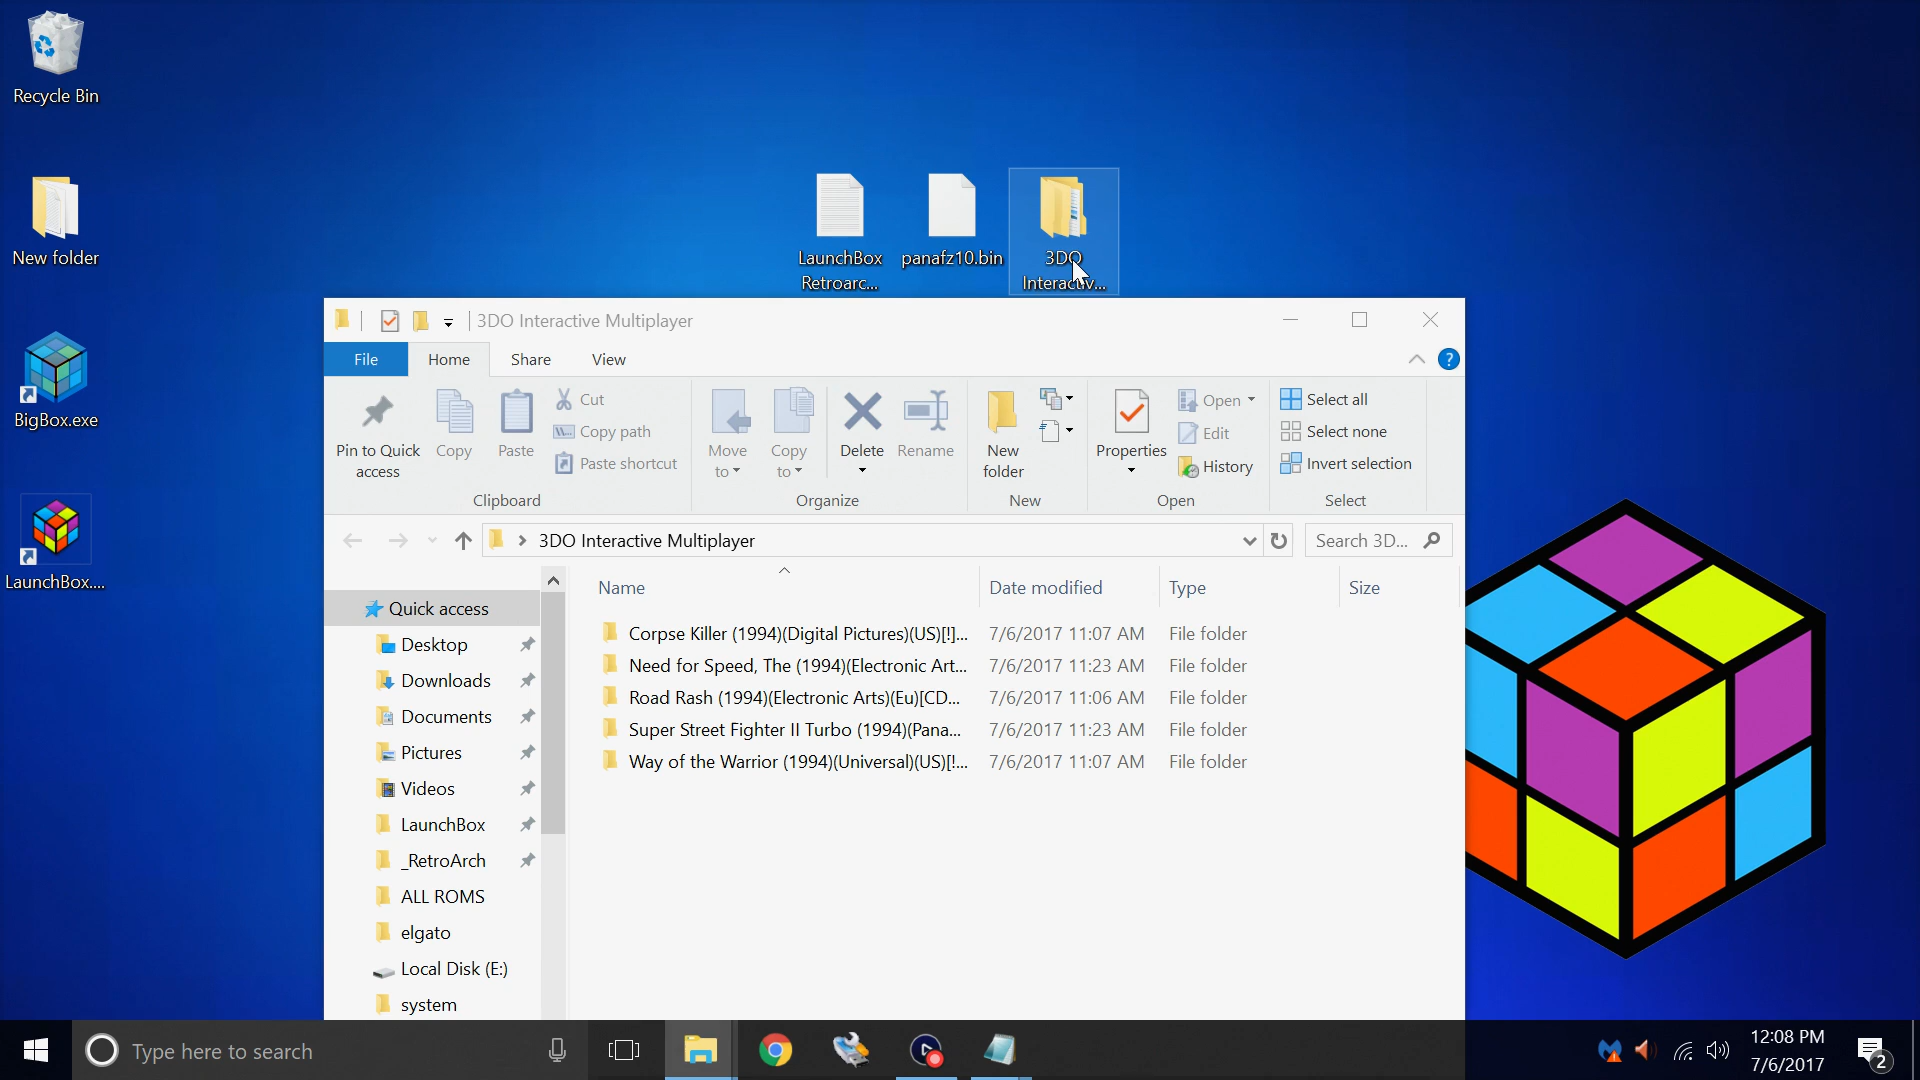 Recycle Bin
New folder
BigBox.exe
LaunchBox....
LaunchBox
Retroarc...
panafz10.bin
3DO
Interactiv...
3DO Interactive Multiplayer
File
Home
Share
View
?
Pin to Quick
access
Copy
Paste
Cut
Copy path
Paste shortcut
Clipboard
Move
to
Copy
to
Delete
Rename
Organize
New
folder
New
Properties
Open
Edit
History
Open
Select all
Select none
Invert selection
Select
3DO Interactive Multiplayer
Search 3D...
Quick access
Desktop
Downloads
Documents
Pictures
Videos
LaunchBox
_RetroArch
ALL ROMS
elgato
Local Disk (E:)
system
Name Date modified Type Size
Corpse Killer (1994)(Digital Pictures)(US)[!]... 7/6/2017 11:07 AM File folder
Need for Speed, The (1994)(Electronic Art... 7/6/2017 11:23 AM File folder
Road Rash (1994)(Electronic Arts)(Eu)[CD... 7/6/2017 11:06 AM File folder
Super Street Fighter II Turbo (1994)(Pana... 7/6/2017 11:23 AM File folder
Way of the Warrior (1994)(Universal)(US)[!... 7/6/2017 11:07 AM File folder
Type here to search
12:08 PM
7/6/2017
2